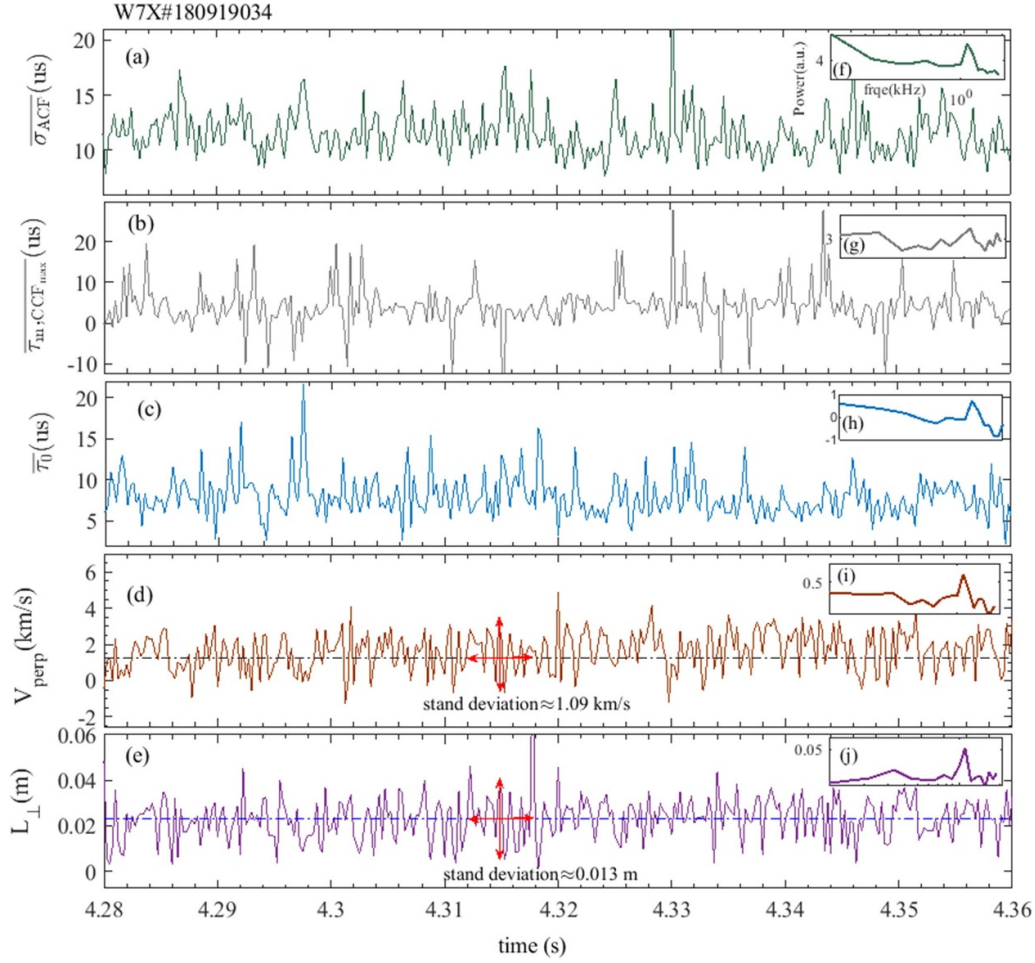 W7X#180919034
20
15
10
(a)
σ_ACF(us)
Power(a.u.)
4
(f)
frqe(kHz)
10⁰
20
10
0
-10
(b)
τ_m,CCF_max(us)
3
(g)
20
15
10
5
(c)
τ₀(us)
1
0
-1
(h)
6
4
2
0
-2
(d)
V_perp(km/s)
stand deviation≈1.09 km/s
0.5
(i)
0.06
0.04
0.02
0
(e)
L_⊥(m)
stand deviation≈0.013 m
0.05
(j)
4.28 4.29 4.3 4.31 4.32 4.33 4.34 4.35 4.36
time (s)